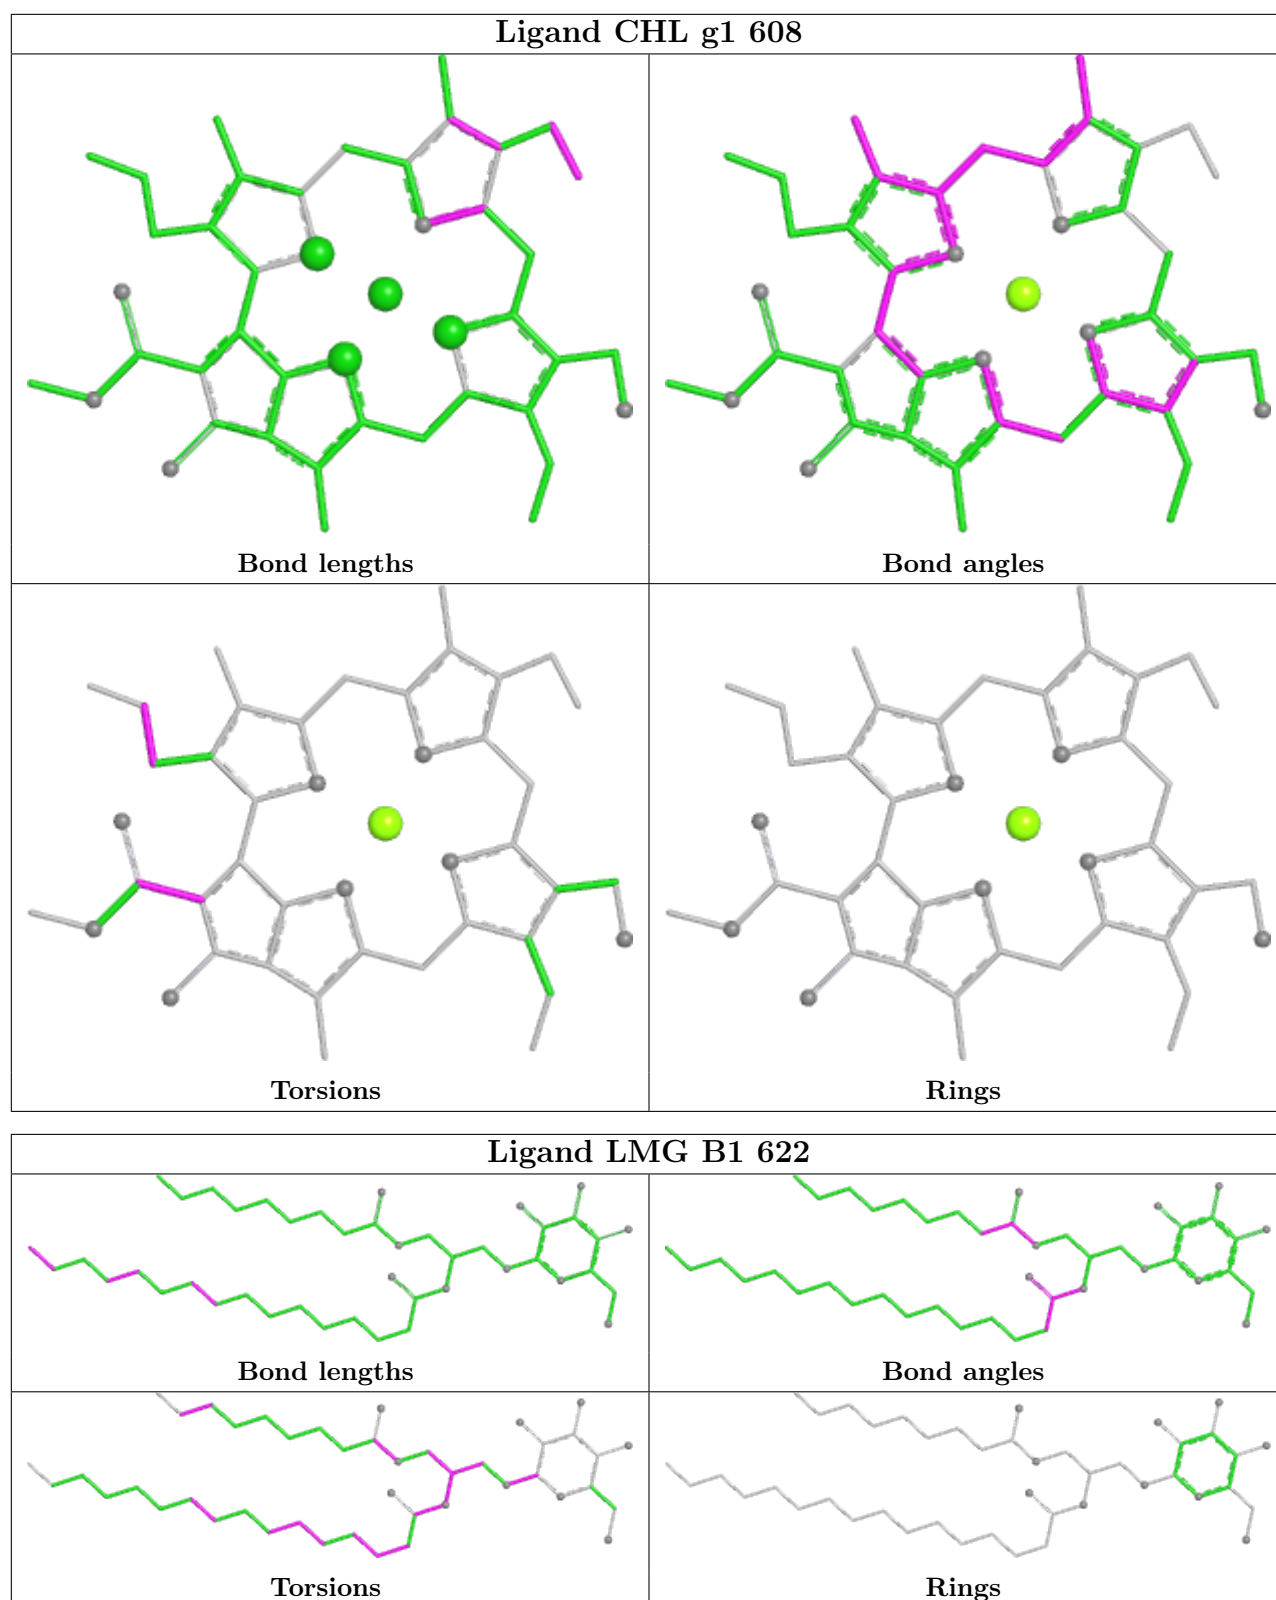 Ligand CHL g1 608
Bond lengths
Bond angles
Torsions
Rings
Ligand LMG B1 622
Bond lengths
Bond angles
Torsions
Rings